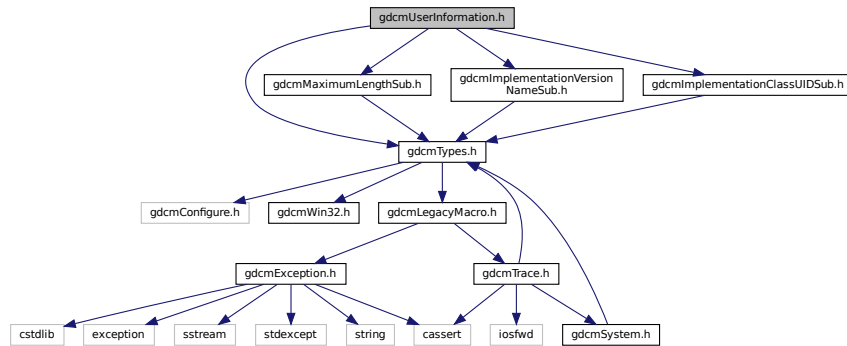 gdcmUserInformation.h
gdcmMaximumLengthSub.h
gdcmImplementationVersion
NameSub.h
gdcmImplementationClassUIDSub.h
gdcmTypes.h
gdcmConfigure.h
gdcmWin32.h
gdcmLegacyMacro.h
gdcmException.h
gdcmTrace.h
cstdlib
exception
sstream
stdexcept
string
cassert
iosfwd
gdcmSystem.h